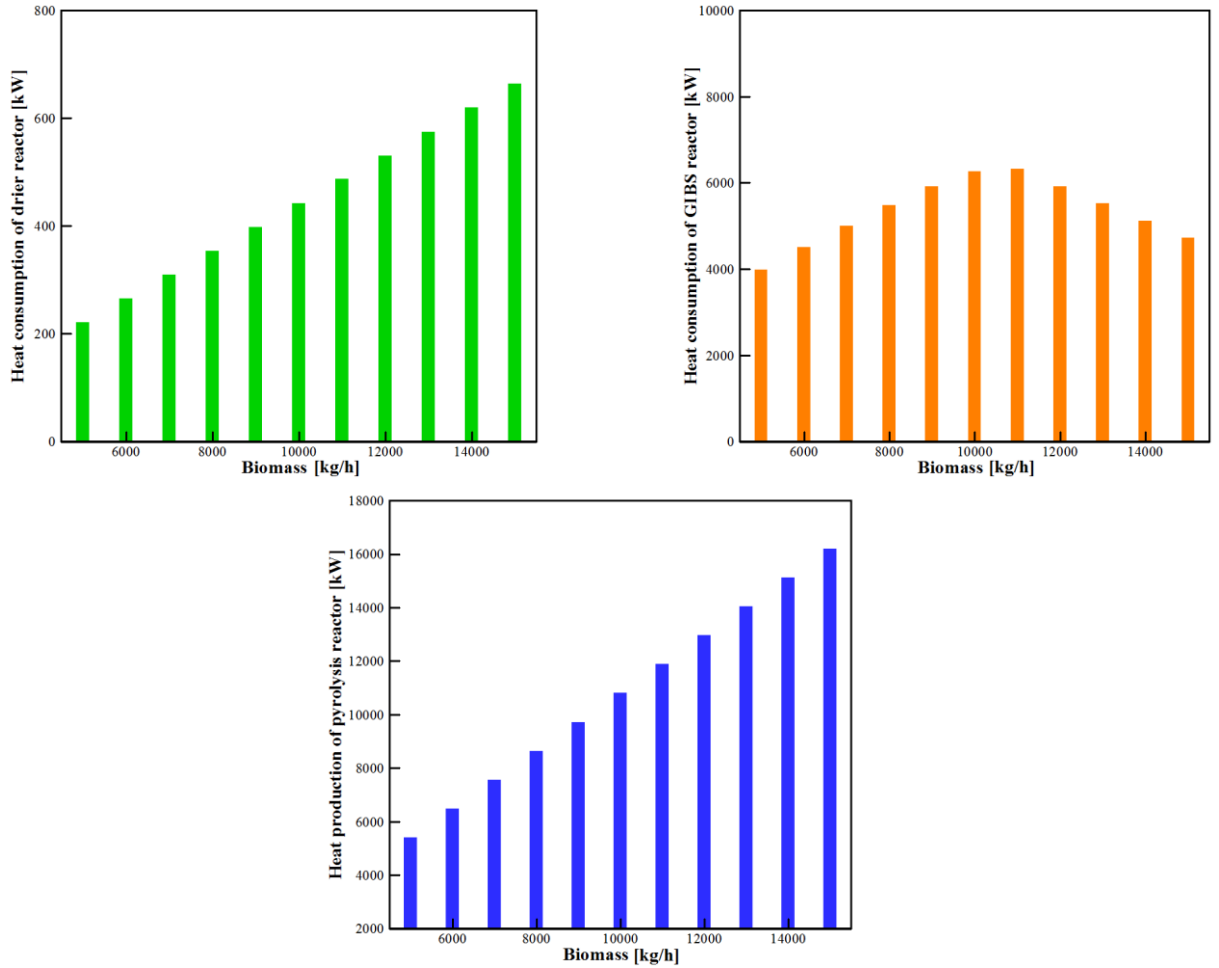 Heat consumption of drier reactor [kW]
800
600
400
200
0
6000 8000 10000 12000 14000
Biomass [kg/h]
Heat consumption of GIBS reactor [kW]
10000
8000
6000
4000
2000
0
6000 8000 10000 12000 14000
Biomass [kg/h]
Heat production of pyrolysis reactor [kW]
18000
16000
14000
12000
10000
8000
6000
4000
2000
6000 8000 10000 12000 14000
Biomass [kg/h]